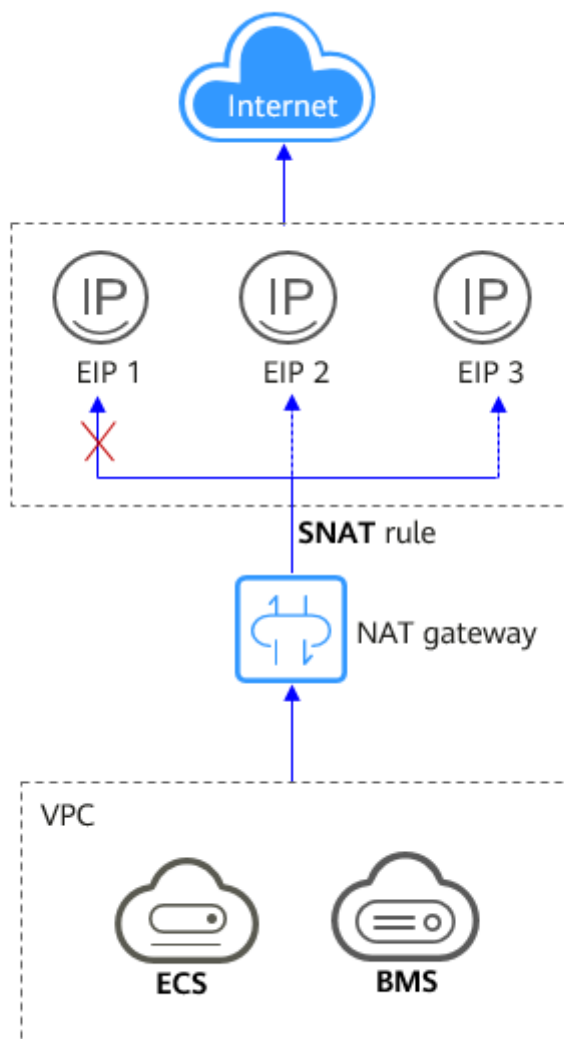 Internet
IP IP IP
EIP 1 EIP 2 EIP 3
SNAT rule
NAT gateway
VPC
ECS BMS